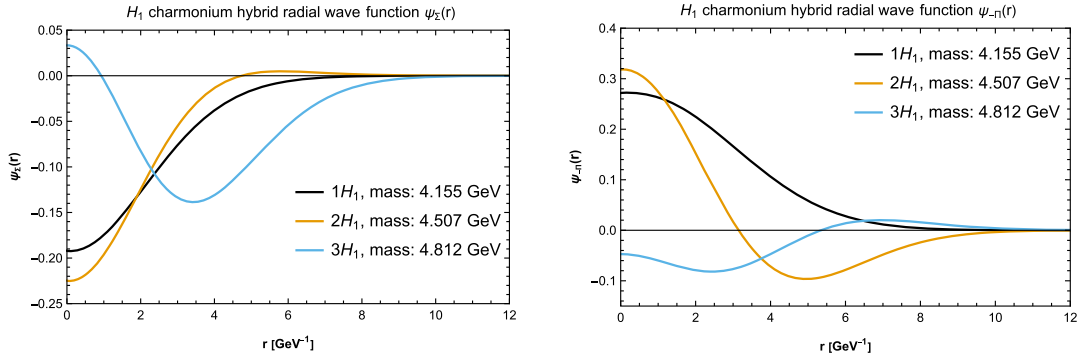 H₁ charmonium hybrid radial wave function ψ_Σ(r)
0.05
0.00
−0.05
−0.10
−0.15
−0.20
−0.25
ψ_Σ(r)
1H₁, mass: 4.155 GeV
2H₁, mass: 4.507 GeV
3H₁, mass: 4.812 GeV
0 2 4 6 8 10 12
r [GeV⁻¹]
H₁ charmonium hybrid radial wave function ψ_−Π(r)
0.4
0.3
0.2
0.1
0.0
−0.1
ψ_−Π(r)
1H₁, mass: 4.155 GeV
2H₁, mass: 4.507 GeV
3H₁, mass: 4.812 GeV
0 2 4 6 8 10 12
r [GeV⁻¹]